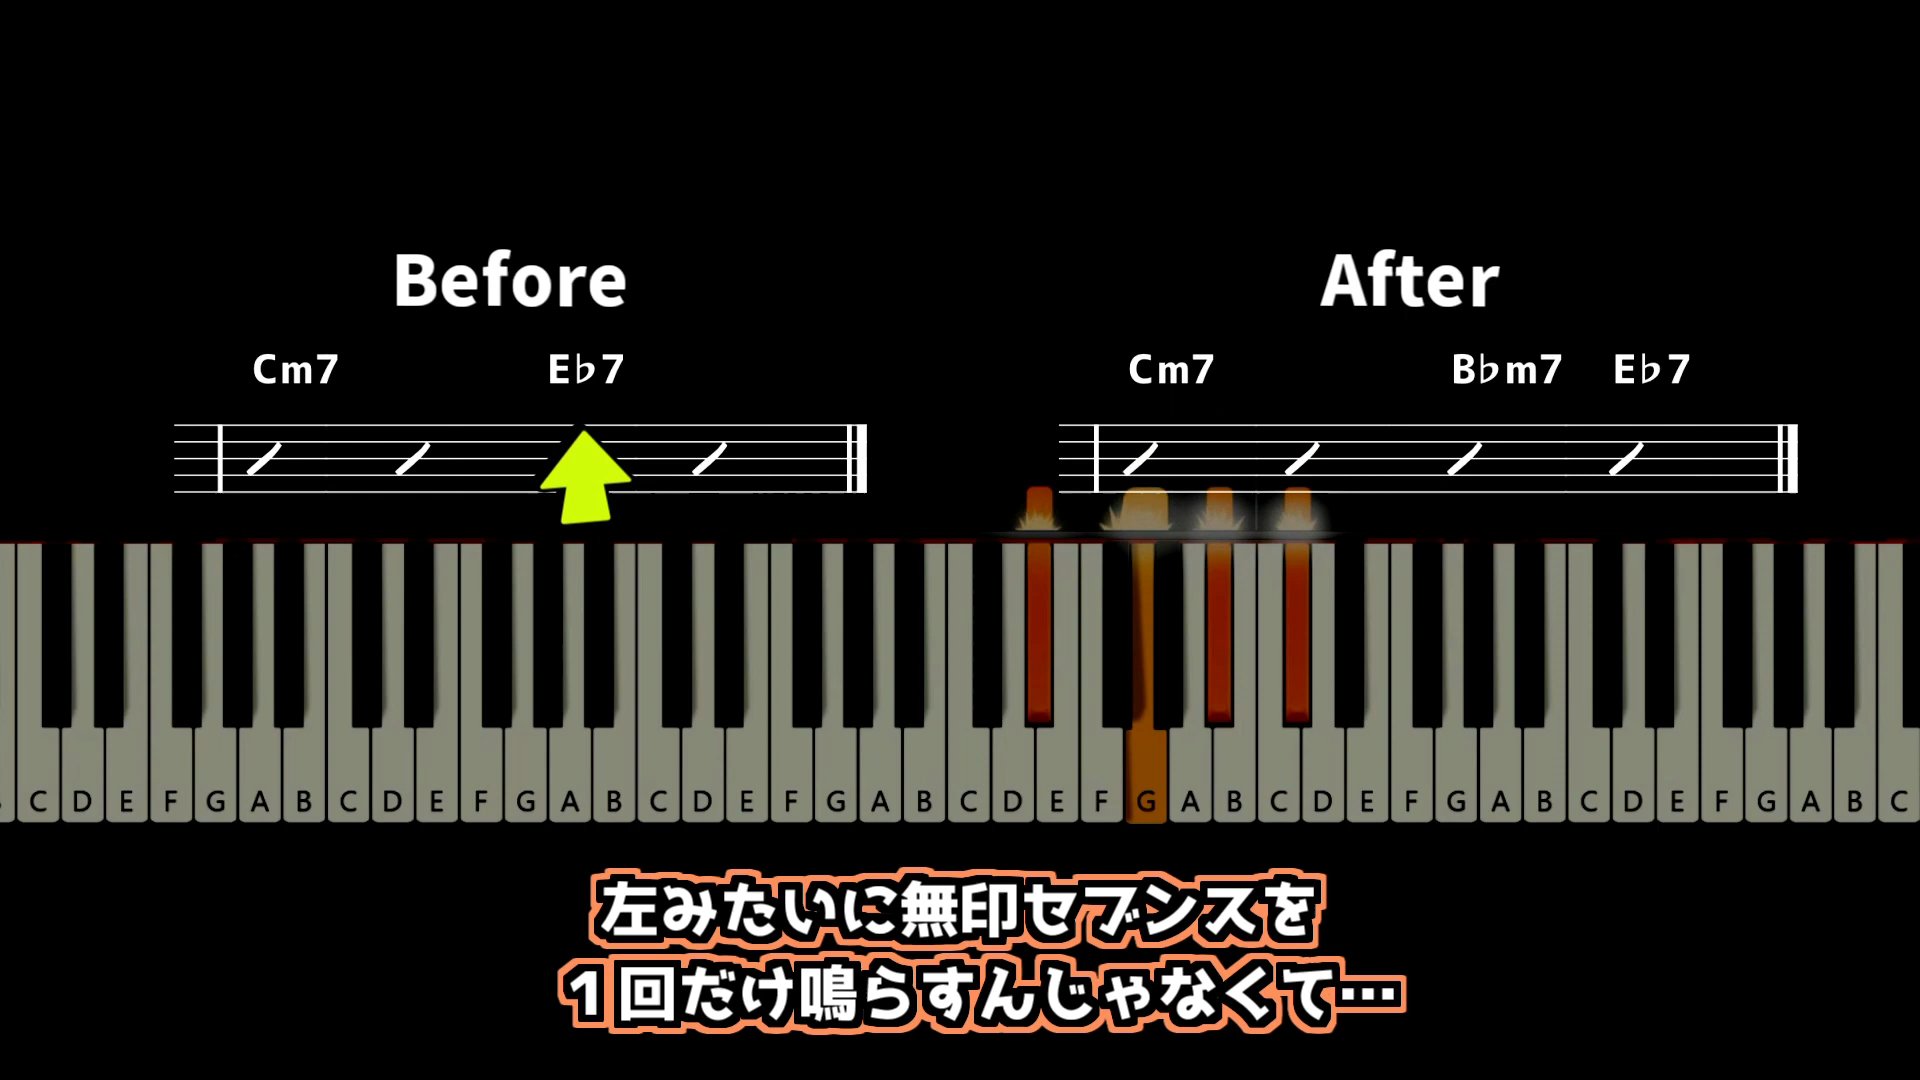 Before
After
Cm7 E♭7
Cm7 B♭m7 E♭7
C D E F G A B C D E F G A B C D E F G A B C D E F G A B C D E F G A B C D E F G A B C
左みたいに無印セブンスを
1回だけ鳴らすんじゃなくて…